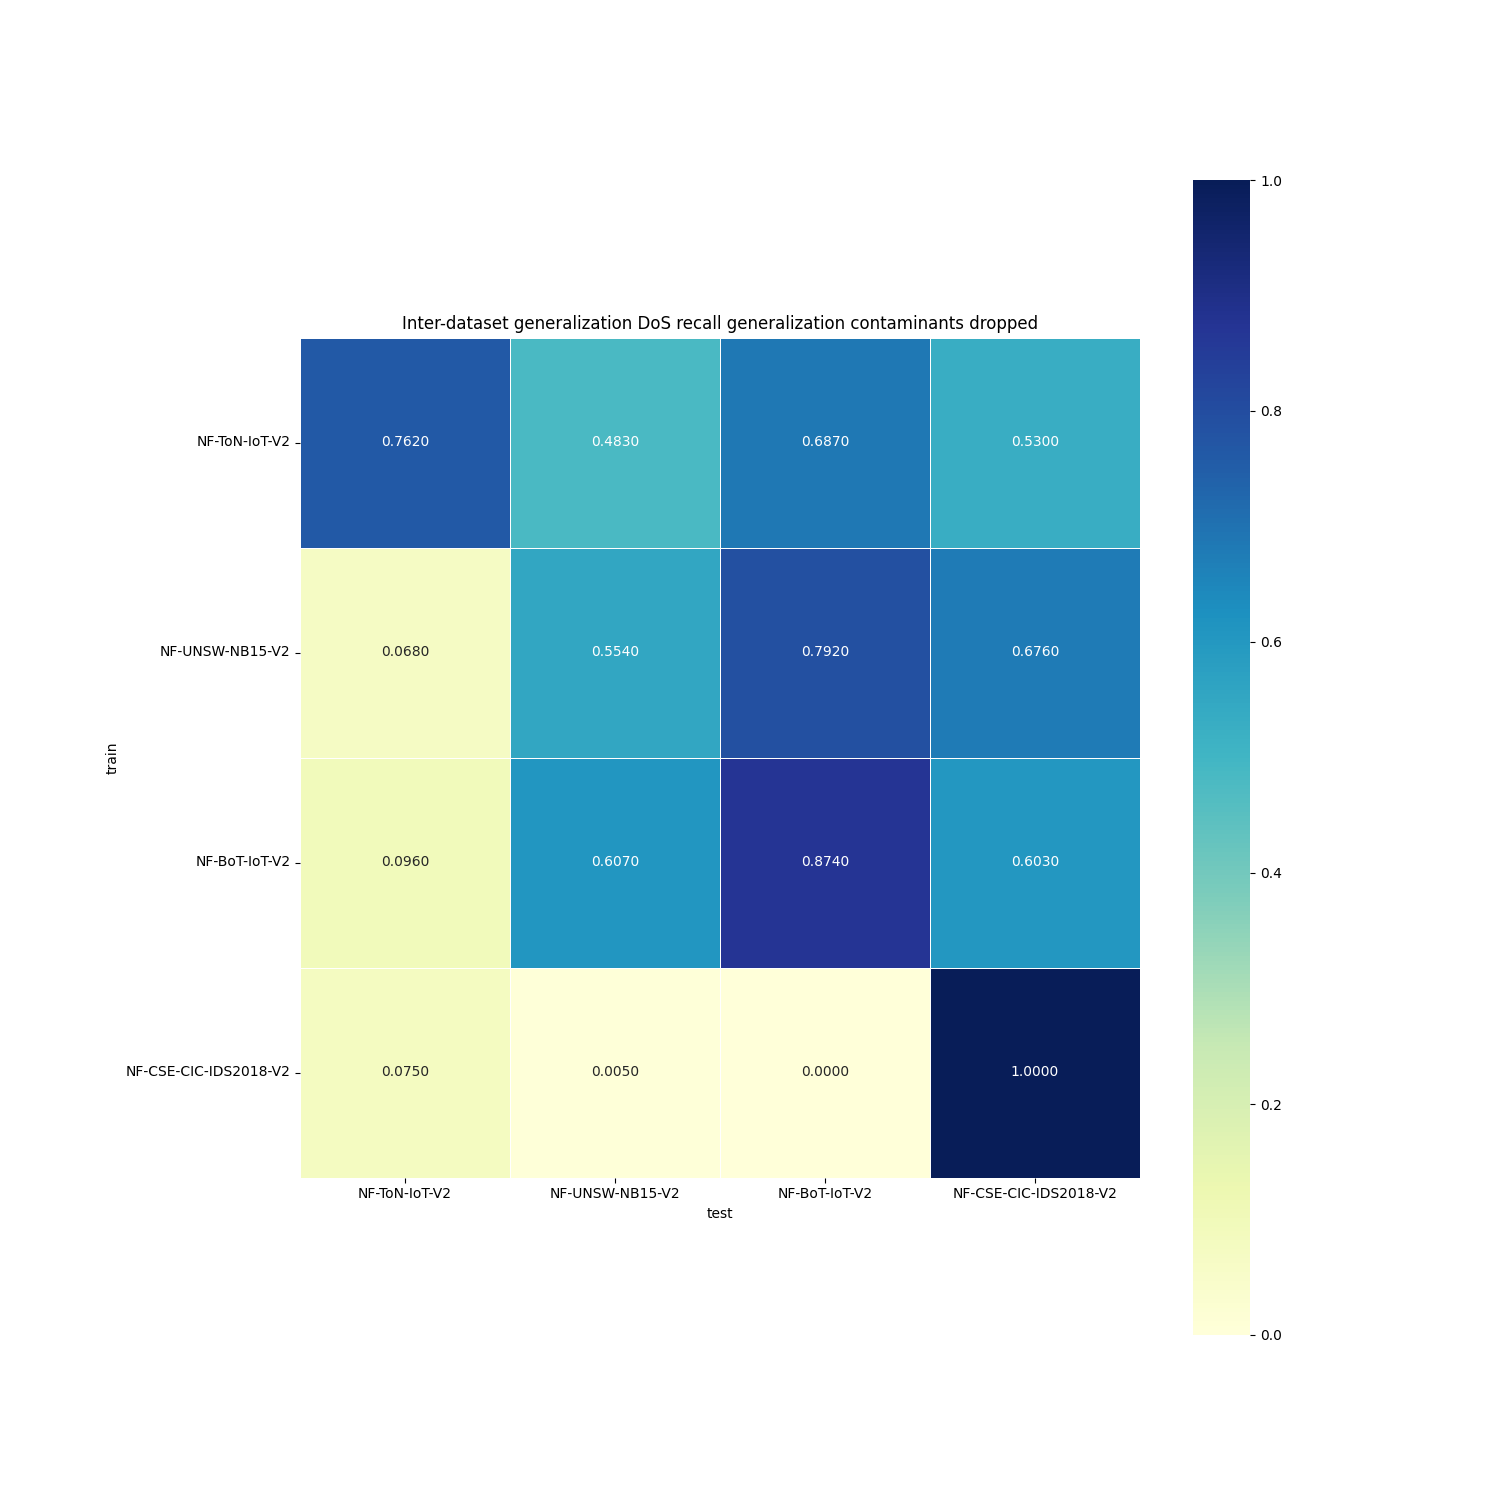 Inter-dataset generalization DoS recall generalization contaminants dropped
1.0
0.8
0.6
0.4
0.2
0.0
train
NF-ToN-IoT-V2 0.7620 0.4830 0.6870 0.5300
NF-UNSW-NB15-V2 0.0680 0.5540 0.7920 0.6760
NF-BoT-IoT-V2 0.0960 0.6070 0.8740 0.6030
NF-CSE-CIC-IDS2018-V2 0.0750 0.0050 0.0000 1.0000
NF-ToN-IoT-V2 NF-UNSW-NB15-V2 NF-BoT-IoT-V2 NF-CSE-CIC-IDS2018-V2
test